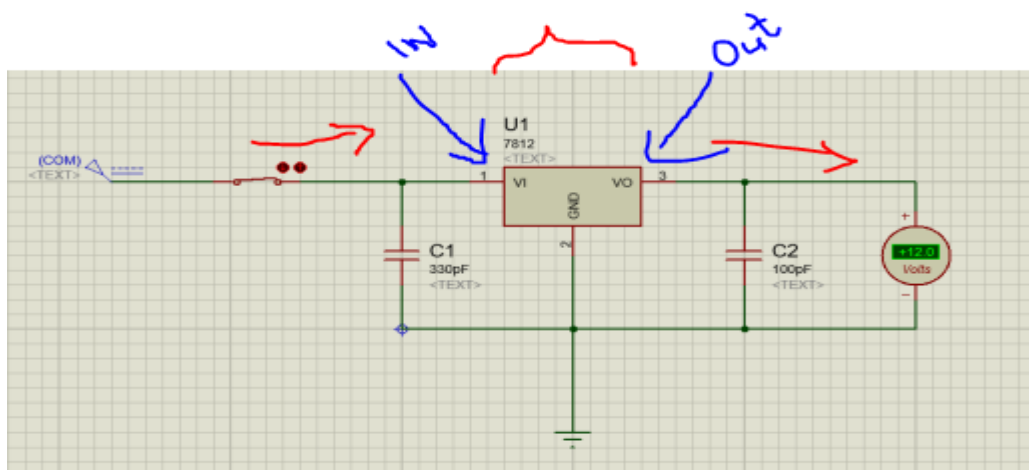 In
Out
U1
7812
<TEXT>
(COM)
<TEXT>
1
VI
VO
3
GND
2
C1
330pF
<TEXT>
C2
100pF
<TEXT>
+
+12.0
Volts
−